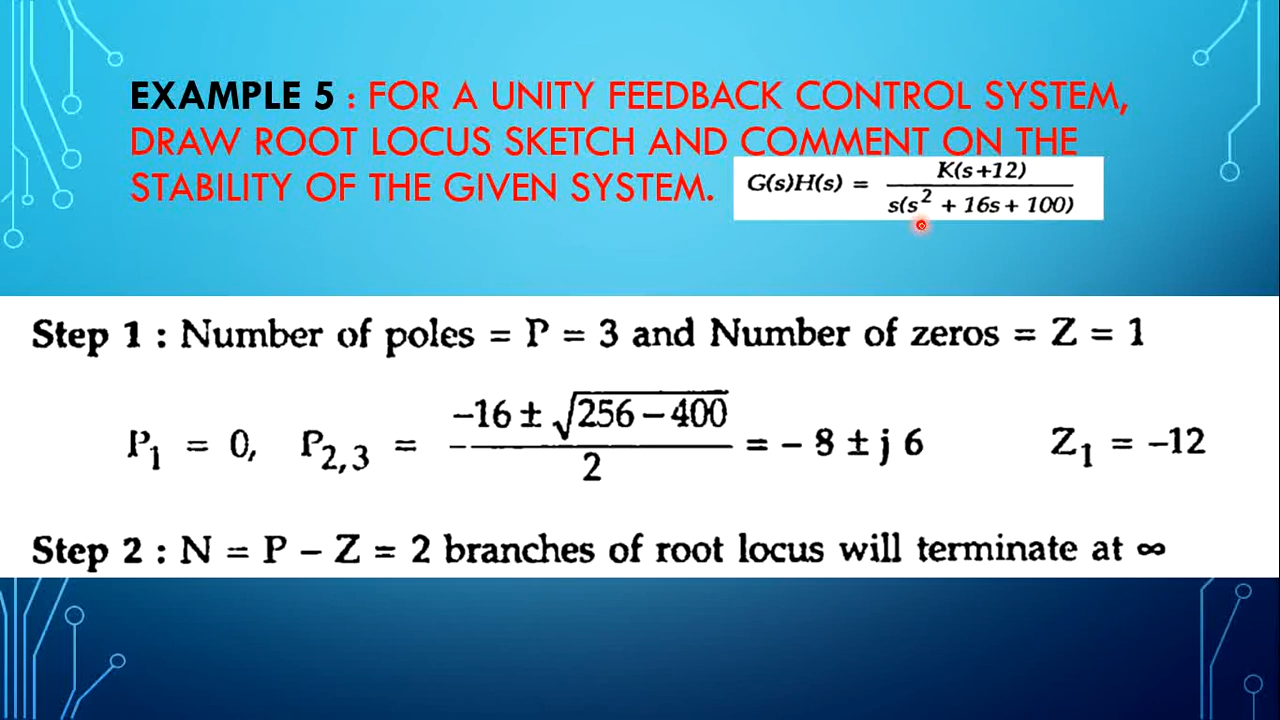 EXAMPLE 5 : FOR A UNITY FEEDBACK CONTROL SYSTEM,
DRAW ROOT LOCUS SKETCH AND COMMENT ON THE
STABILITY OF THE GIVEN SYSTEM. G(s)H(s) = K(s+12) / s(s² + 16s + 100)
Step 1 : Number of poles = P = 3 and Number of zeros = Z = 1
P₁ = 0, P₂,₃ = (−16 ± √(256 − 400)) / 2 = − 8 ± j 6 Z₁ = −12
Step 2 : N = P − Z = 2 branches of root locus will terminate at ∞